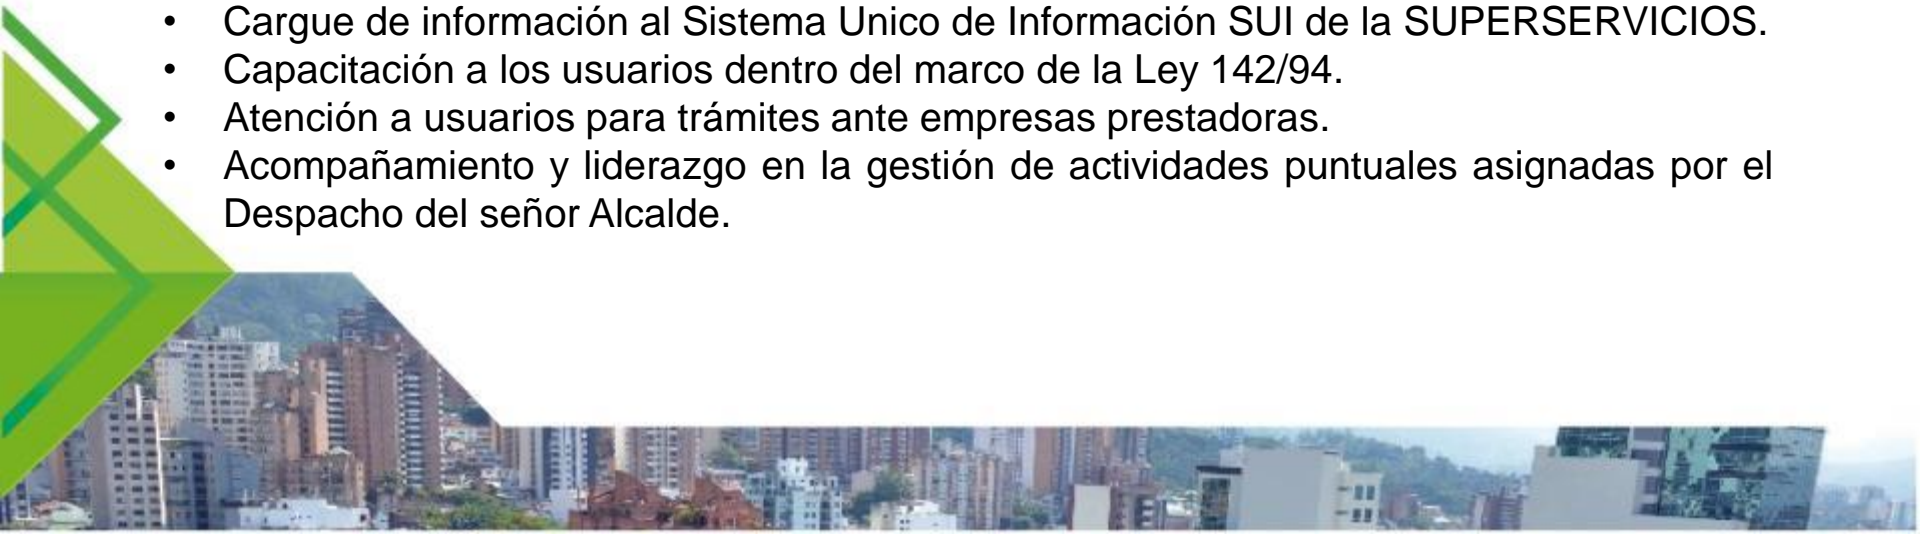 • Cargue de información al Sistema Unico de Información SUI de la SUPERSERVICIOS.
• Capacitación a los usuarios dentro del marco de la Ley 142/94.
• Atención a usuarios para trámites ante empresas prestadoras.
• Acompañamiento y liderazgo en la gestión de actividades puntuales asignadas por el
Despacho del señor Alcalde.